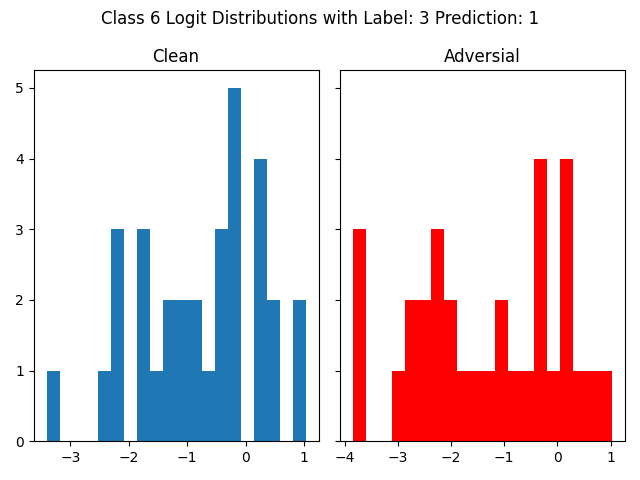 Class 6 Logit Distributions with Label: 3 Prediction: 1
Clean
Adversial
5
4
3
2
1
0
−3 −2 −1 0 1
−4 −3 −2 −1 0 1